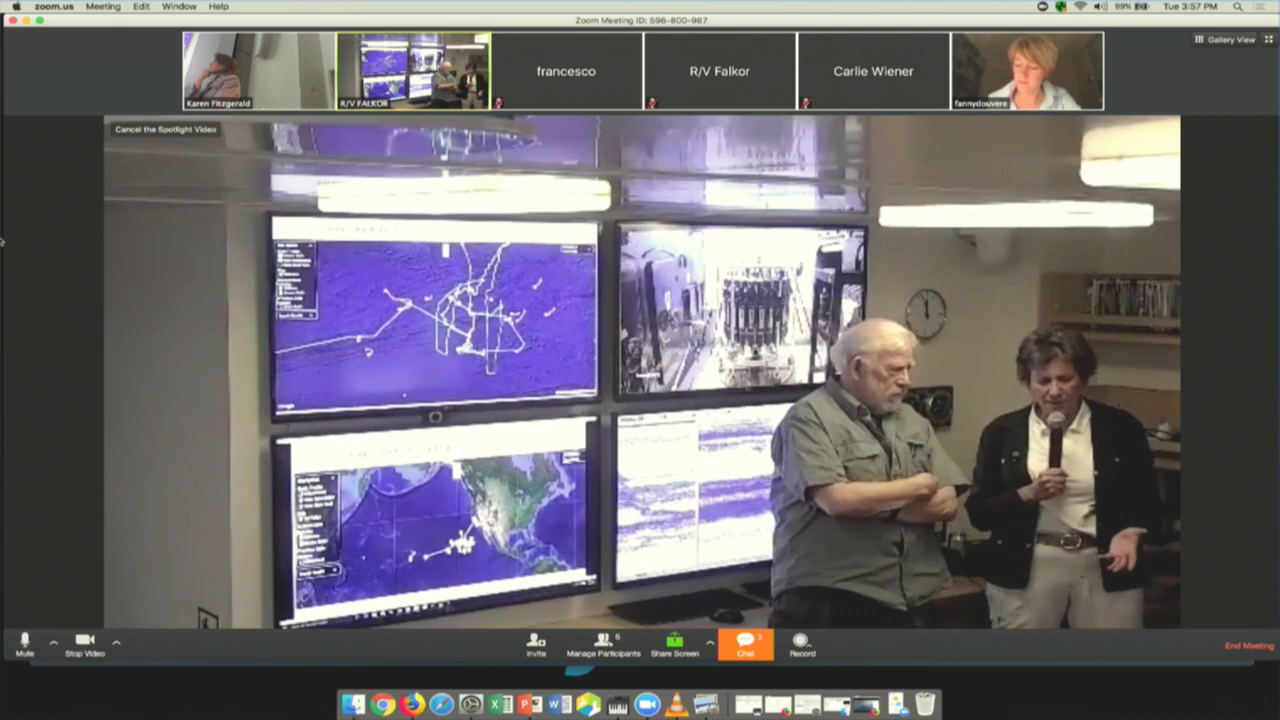 zoom.us Meeting Edit Window Help 99% Tue 3:57 PM
Zoom Meeting ID: 596-800-987
Gallery View
francesco
R/V Falkor
Carlie Wiener
Karen Fitzgerald
R/V FALKOR
fannydouvere
Cancel the Spotlight Video
6
3
Mute
Stop Video
Invite
Manage Participants
Share Screen
Chat
Record
End Meeting